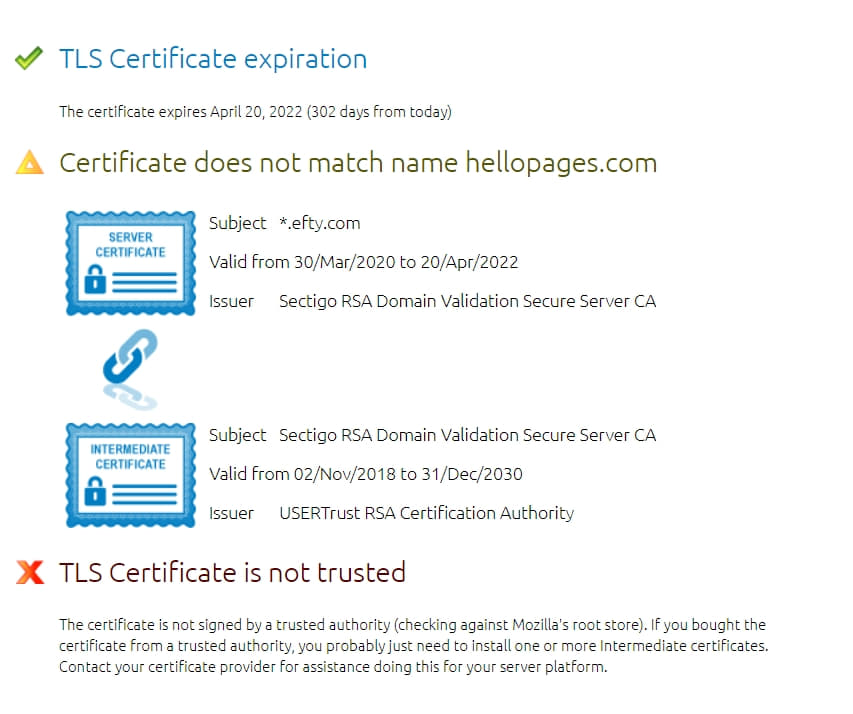 TLS Certificate expiration
The certificate expires April 20, 2022 (302 days from today)
Certificate does not match name hellopages.com
SERVER
CERTIFICATE
Subject *.efty.com
Valid from 30/Mar/2020 to 20/Apr/2022
Issuer Sectigo RSA Domain Validation Secure Server CA
INTERMEDIATE
CERTIFICATE
Subject Sectigo RSA Domain Validation Secure Server CA
Valid from 02/Nov/2018 to 31/Dec/2030
Issuer USERTrust RSA Certification Authority
TLS Certificate is not trusted
The certificate is not signed by a trusted authority (checking against Mozilla's root store). If you bought the
certificate from a trusted authority, you probably just need to install one or more Intermediate certificates.
Contact your certificate provider for assistance doing this for your server platform.